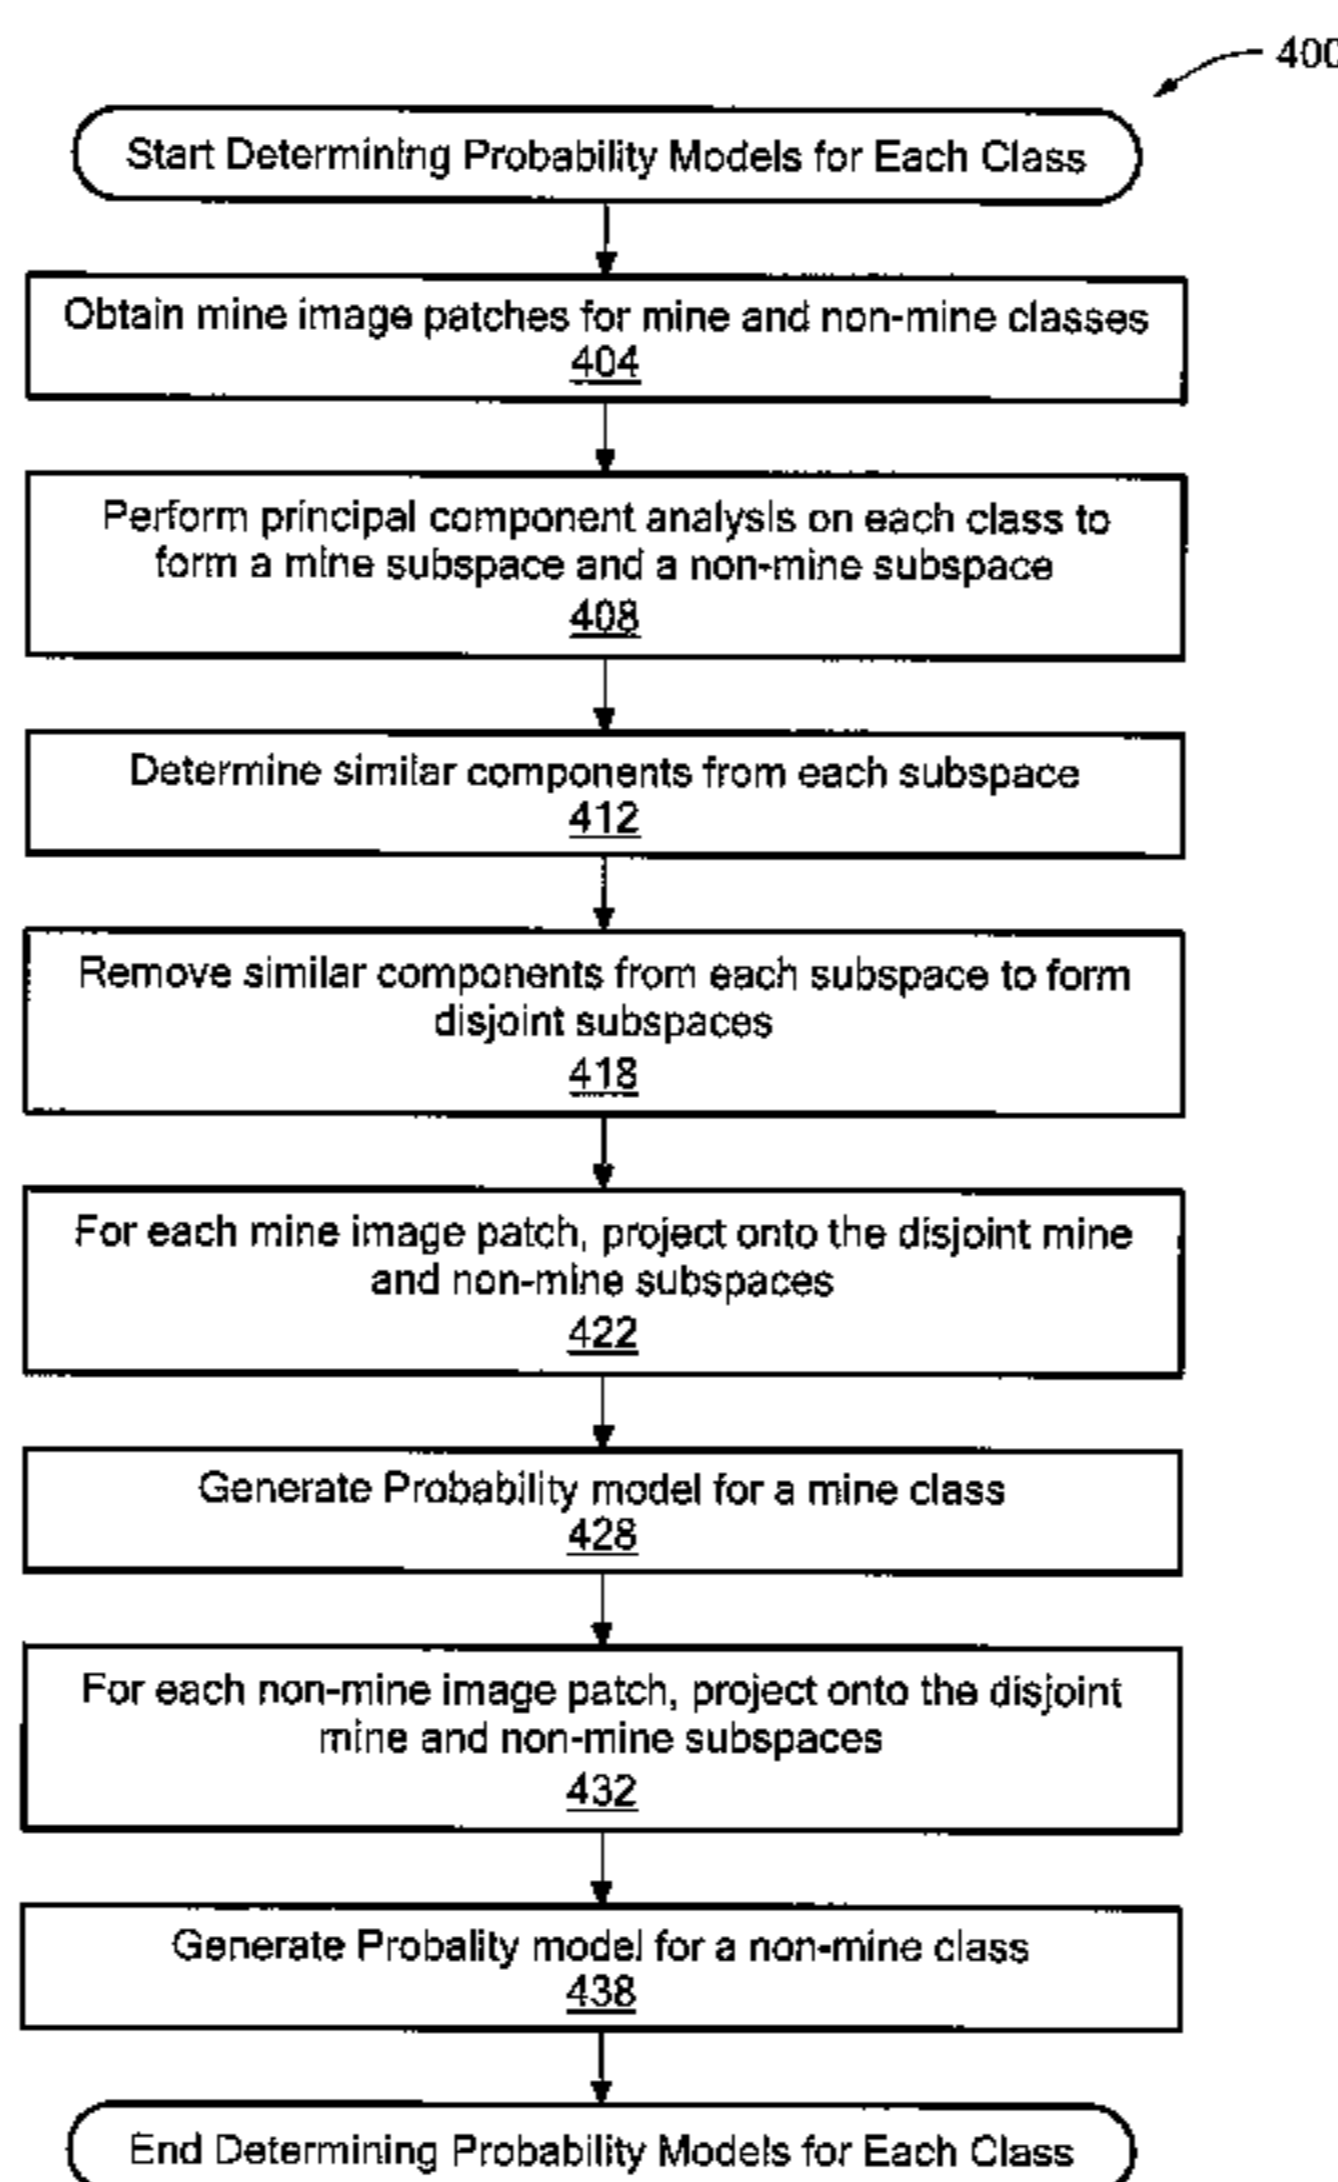 400
Start Determining Probability Models for Each Class
Obtain mine image patches for mine and non-mine classes
404
Perform principal component analysis on each class to
form a mine subspace and a non-mine subspace
408
Determine similar components from each subspace
412
Remove similar components from each subspace to form
disjoint subspaces
418
For each mine image patch, project onto the disjoint mine
and non-mine subspaces
422
Generate Probability model for a mine class
428
For each non-mine image patch, project onto the disjoint
mine and non-mine subspaces
432
Generate Probality model for a non-mine class
438
End Determining Probability Models for Each Class